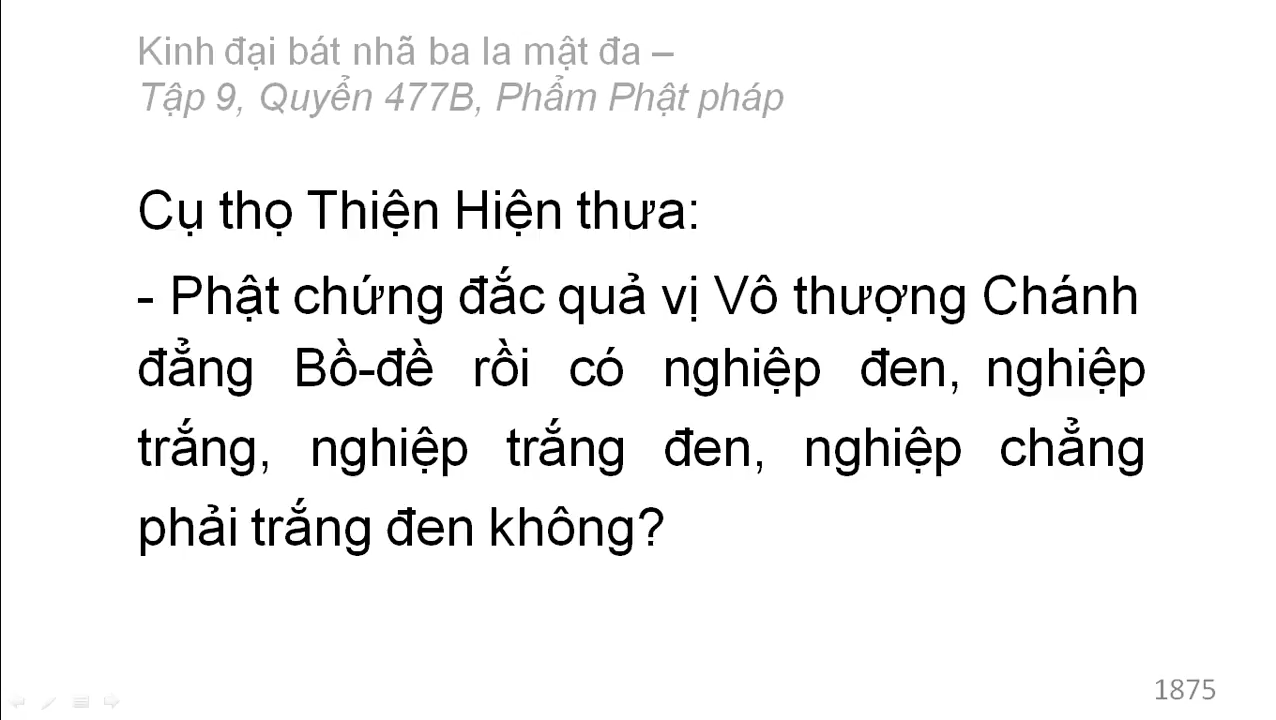 Kinh đại bát nhã ba la mật đa –
Tập 9, Quyển 477B, Phẩm Phật pháp
Cụ thọ Thiện Hiện thưa:
- Phật chứng đắc quả vị Vô thượng Chánh
đẳng Bồ-đề rồi có nghiệp đen, nghiệp
trắng, nghiệp trắng đen, nghiệp chẳng
phải trắng đen không?
1875